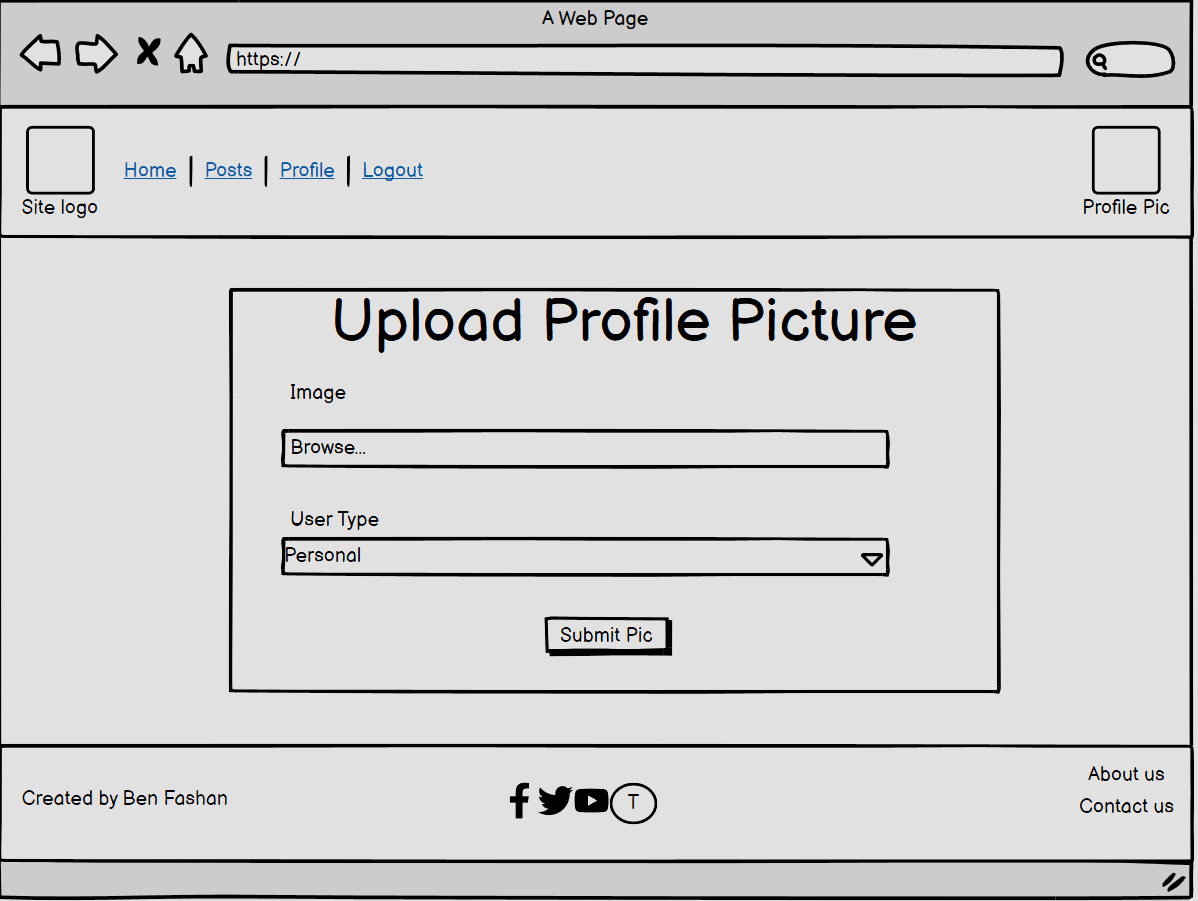 A Web Page
https://
Home Posts Profile Logout
Site logo
Profile Pic
Upload Profile Picture
Image
Browse...
User Type
Personal
Submit Pic
Created by Ben Fashan
T
About us
Contact us